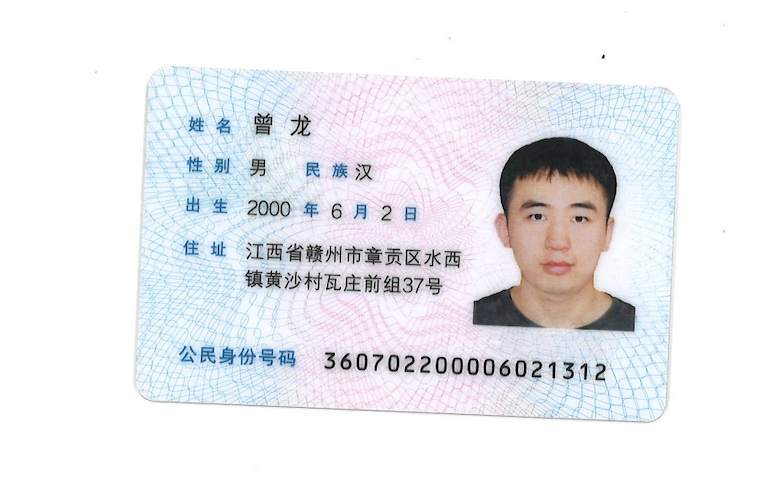 姓名 曾龙
性别 男 民族 汉
出生 2000 年 6 月 2 日
住址 江西省赣州市章贡区水西
镇黄沙村瓦庄前组37号
公民身份号码 360702200006021312